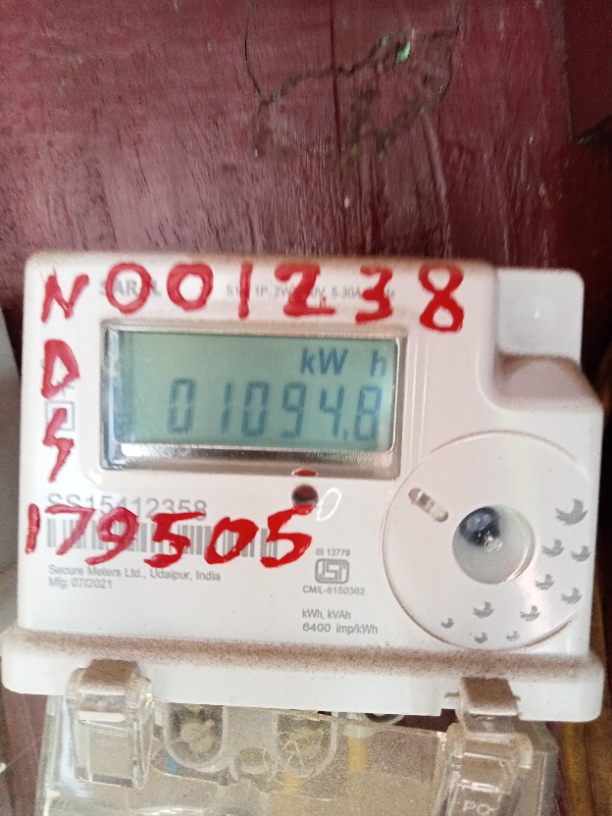 N001238
kW h
01094.8
D
S
SS15412358
179505
Secure Meters Ltd., Udaipur, India
Mfg: 07/2021
IS 13779
CM/L-6150362
kWh, kVAh
6400 imp/kWh